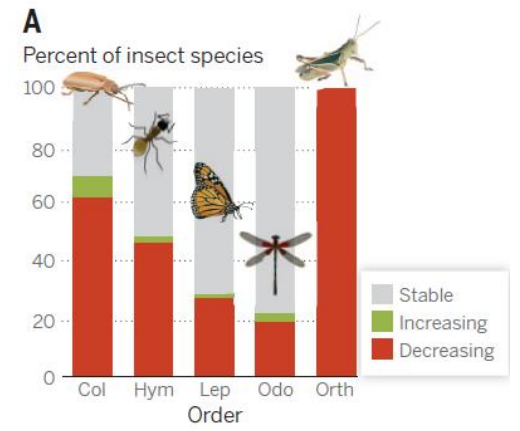 A
Percent of insect species
100
80
60
40
20
0
Col Hym Lep Odo Orth
Order
Stable
Increasing
Decreasing